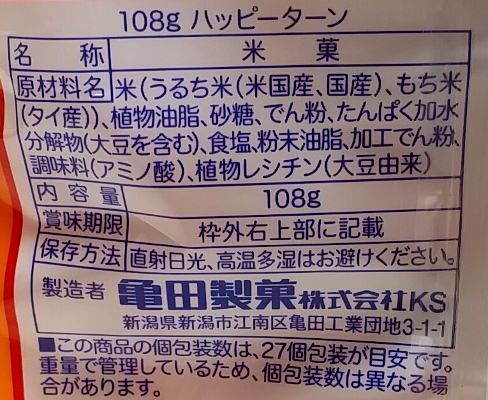 108g ハッピーターン
名称 米菓
原材料名 米(うるち米(米国産、国産)、もち米
(タイ産))、植物油脂、砂糖、でん粉、たんぱく加水
分解物(大豆を含む)、食塩、粉末油脂、加工でん粉、
調味料(アミノ酸)、植物レシチン(大豆由来)
内容量 108g
賞味期限 枠外右上部に記載
保存方法 直射日光、高温多湿はお避けください。
製造者 亀田製菓株式会社KS
新潟県新潟市江南区亀田工業団地3-1-1
■この商品の個包装数は、27個包装が目安です。
重量で管理しているため、個包装数は異なる場
合があります。